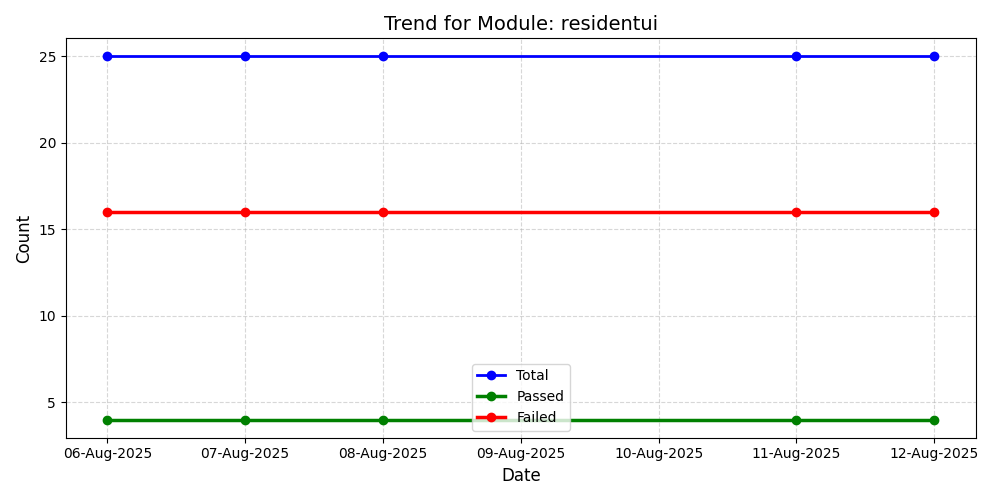 Trend for Module: residentui
Count
25
20
15
10
5
Total
Passed
Failed
06-Aug-2025 07-Aug-2025 08-Aug-2025 09-Aug-2025 10-Aug-2025 11-Aug-2025 12-Aug-2025
Date